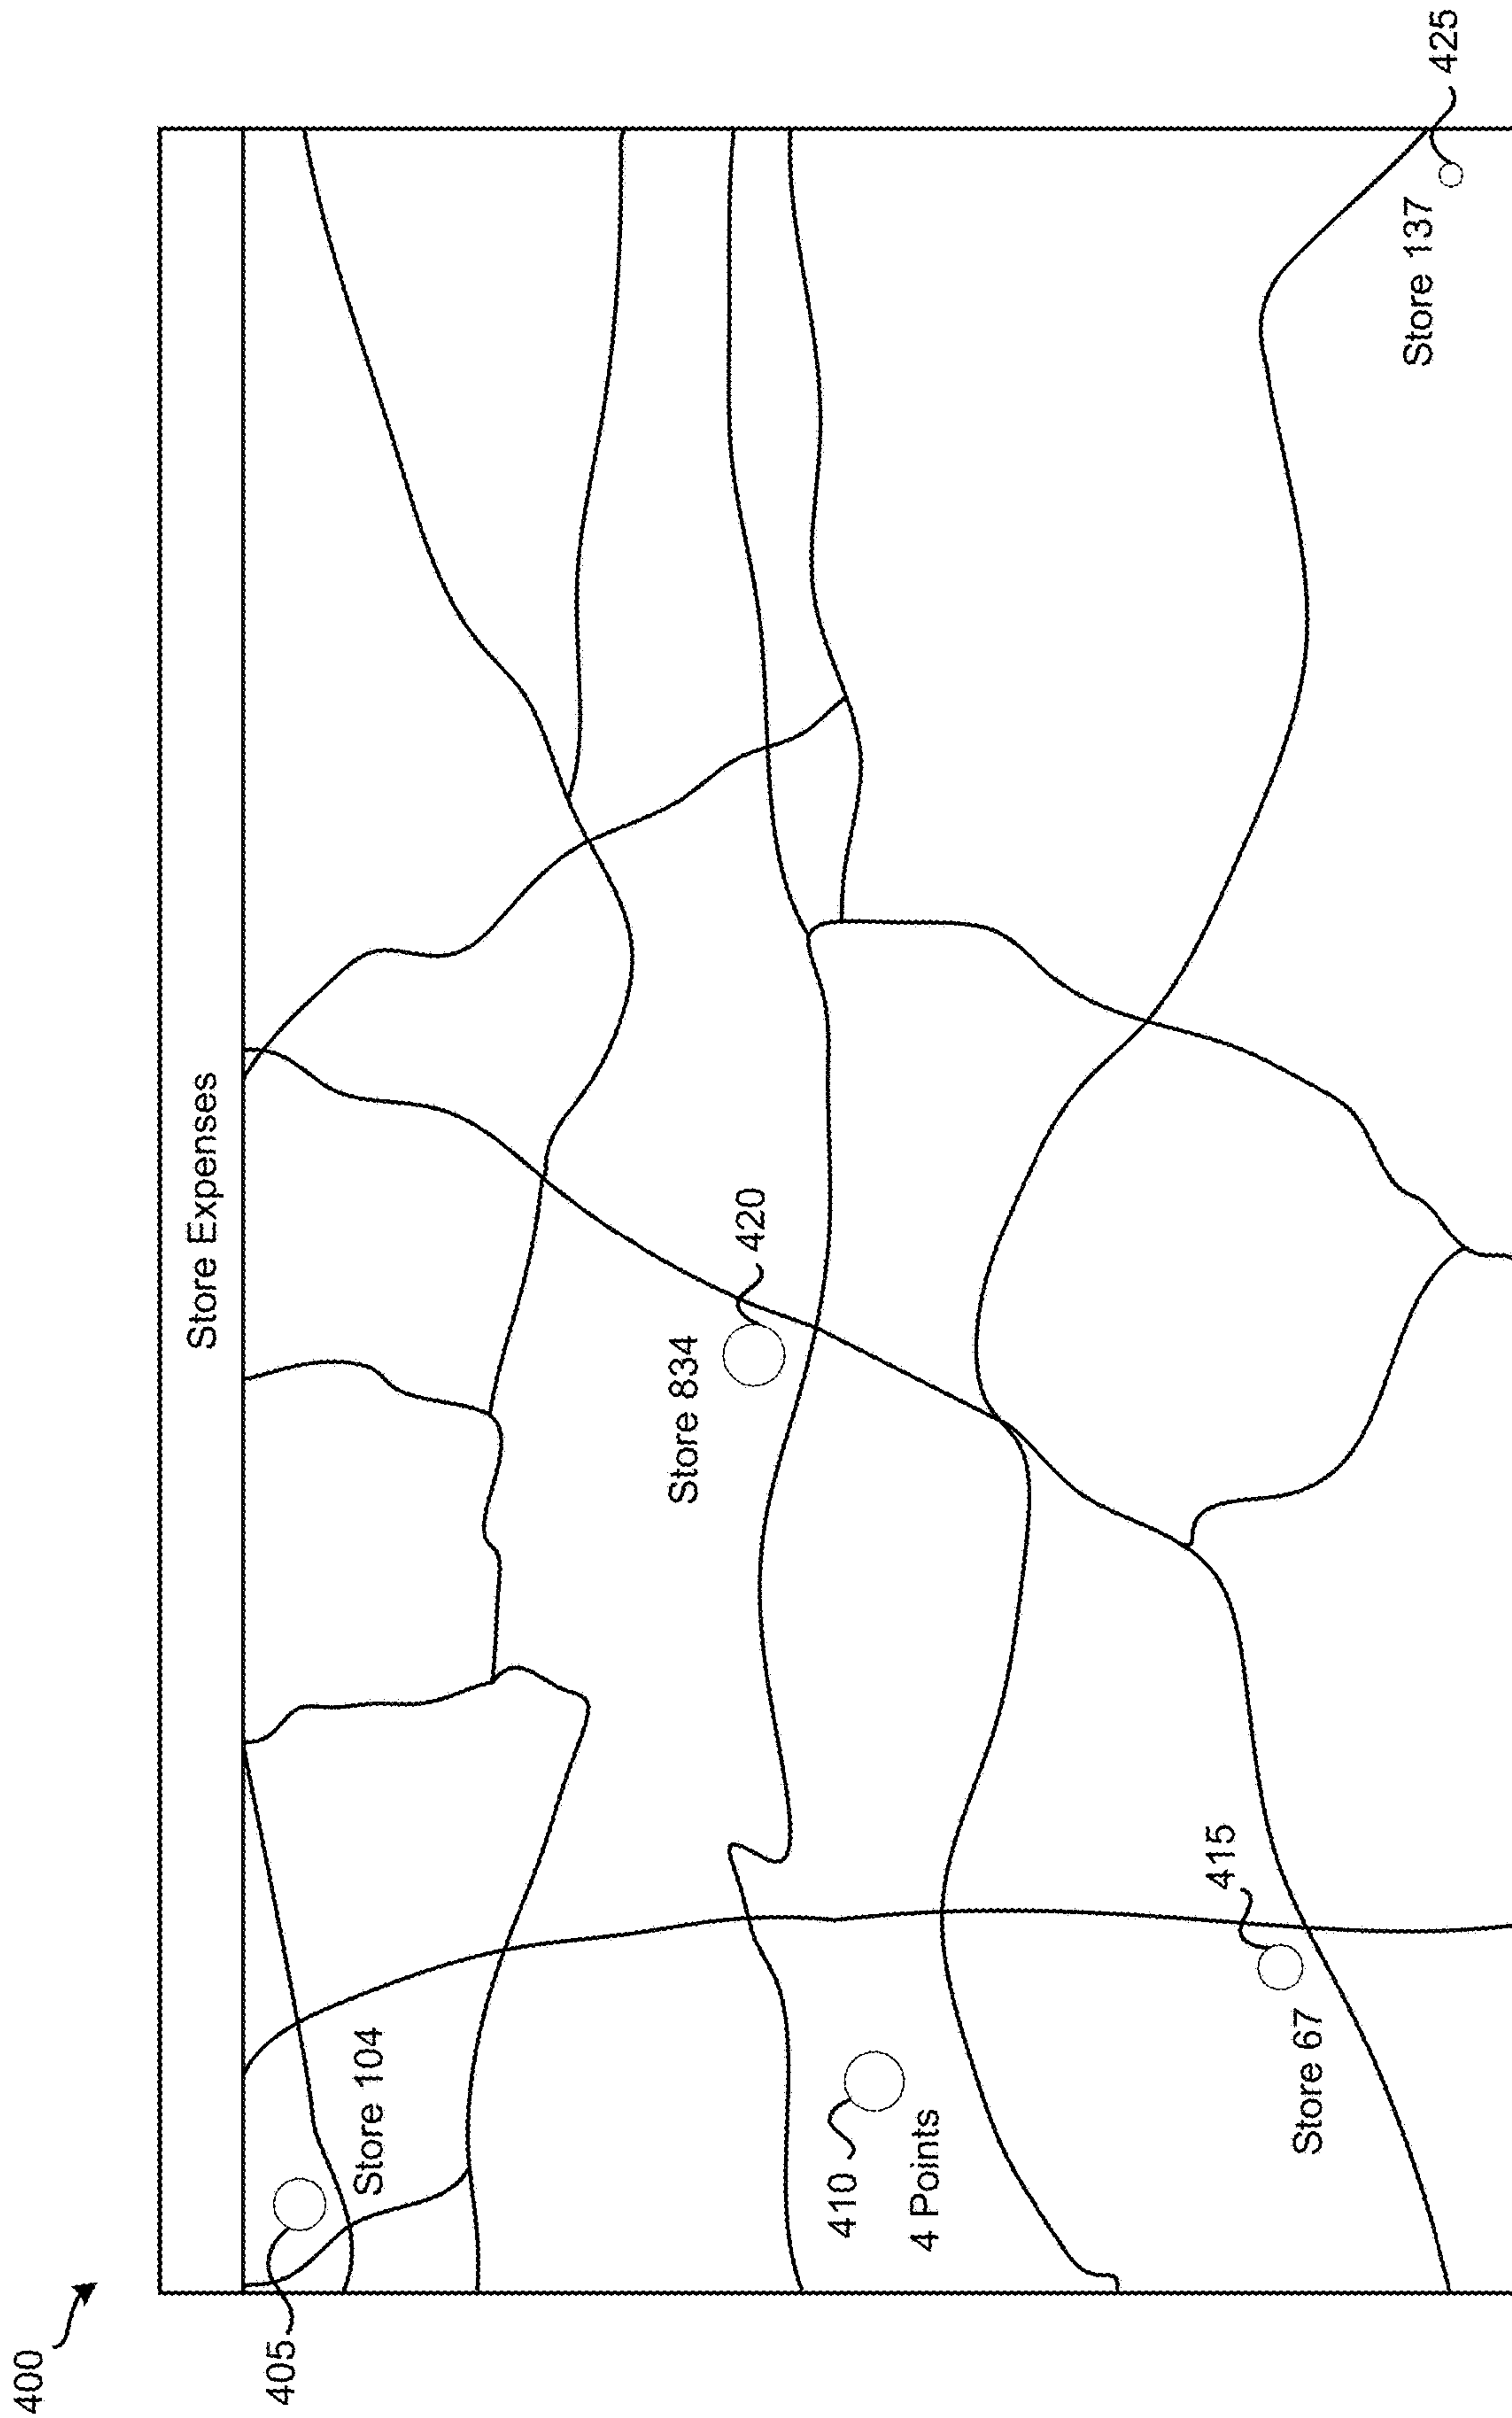 400
Store Expenses
405
Store 104
Store 834
420
410
4 Points
415
Store 67
Store 137
425